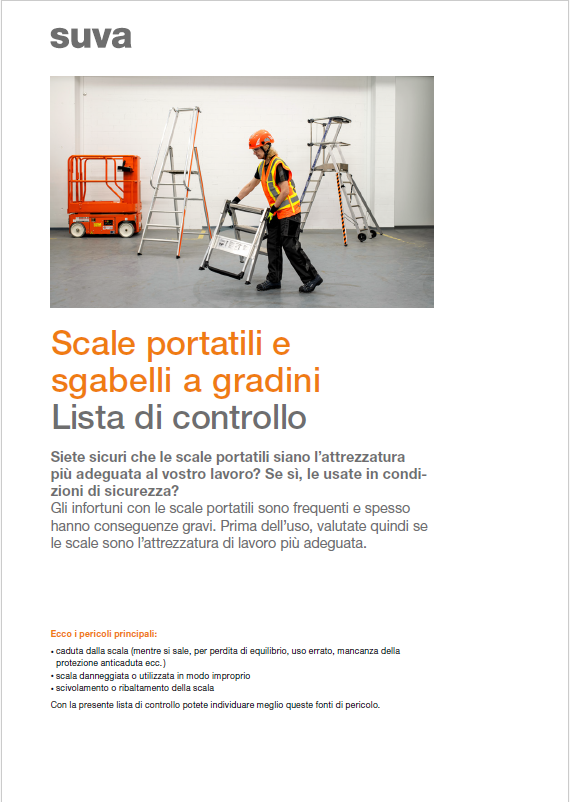 suva
Scale portatili e
sgabelli a gradini
Lista di controllo
Siete sicuri che le scale portatili siano l’attrezzatura
più adeguata al vostro lavoro? Se sì, le usate in condi-
zioni di sicurezza?
Gli infortuni con le scale portatili sono frequenti e spesso
hanno conseguenze gravi. Prima dell’uso, valutate quindi se
le scale sono l’attrezzatura di lavoro più adeguata.
Ecco i pericoli principali:
• caduta dalla scala (mentre si sale, per perdita di equilibrio, uso errato, mancanza della
protezione anticaduta ecc.)
• scala danneggiata o utilizzata in modo improprio
• scivolamento o ribaltamento della scala
Con la presente lista di controllo potete individuare meglio queste fonti di pericolo.